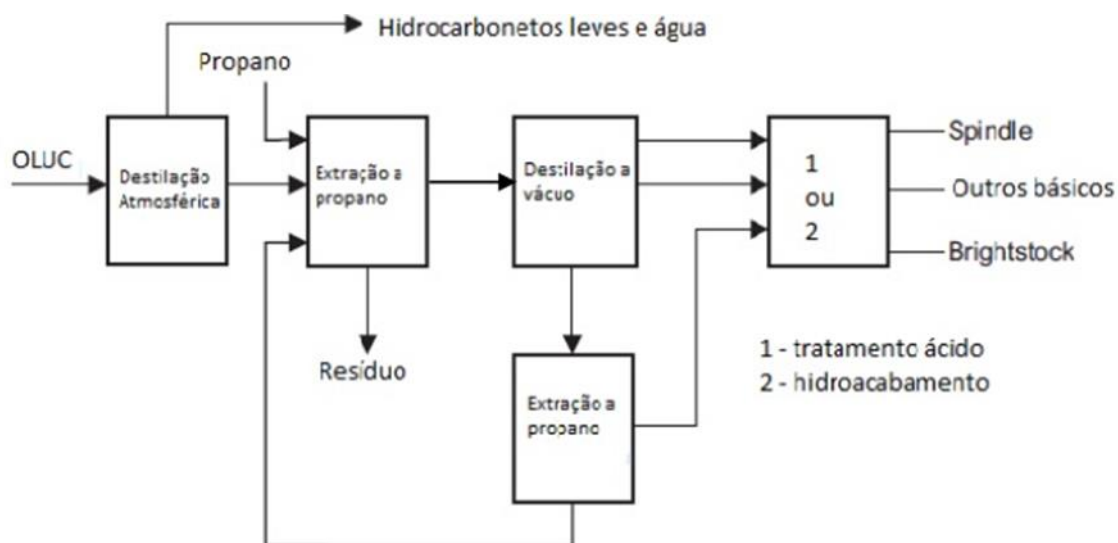 Hidrocarbonetos leves e água
Propano
OLUC
Destilação
Atmosférica
Extração a
propano
Destilação a
vácuo
1
ou
2
Spindle
Outros básicos
Brightstock
Resíduo
Extração a
propano
1 - tratamento ácido
2 - hidroacabamento